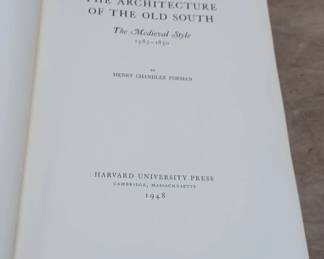 THE ARCHITECTURE
OF THE OLD SOUTH
The Medieval Style
1585–1850
BY
HENRY CHANDLEE FORMAN
HARVARD UNIVERSITY PRESS
CAMBRIDGE, MASSACHUSETTS
1948